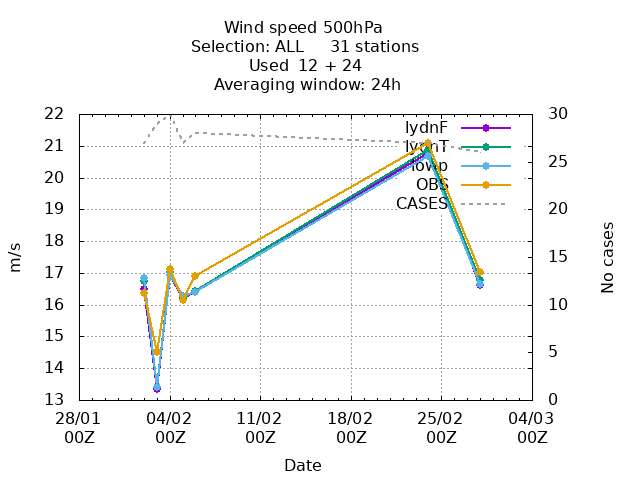 Wind speed 500hPa
Selection: ALL 31 stations
Used 12 + 24
Averaging window: 24h
m/s
22
21
20
19
18
17
16
15
14
13
IydnF
IydnT
OBS
CASES
30
25
20
15
10
5
0
No cases
28/01 00Z
04/02 00Z
11/02 00Z
18/02 00Z
25/02 00Z
04/03 00Z
Date